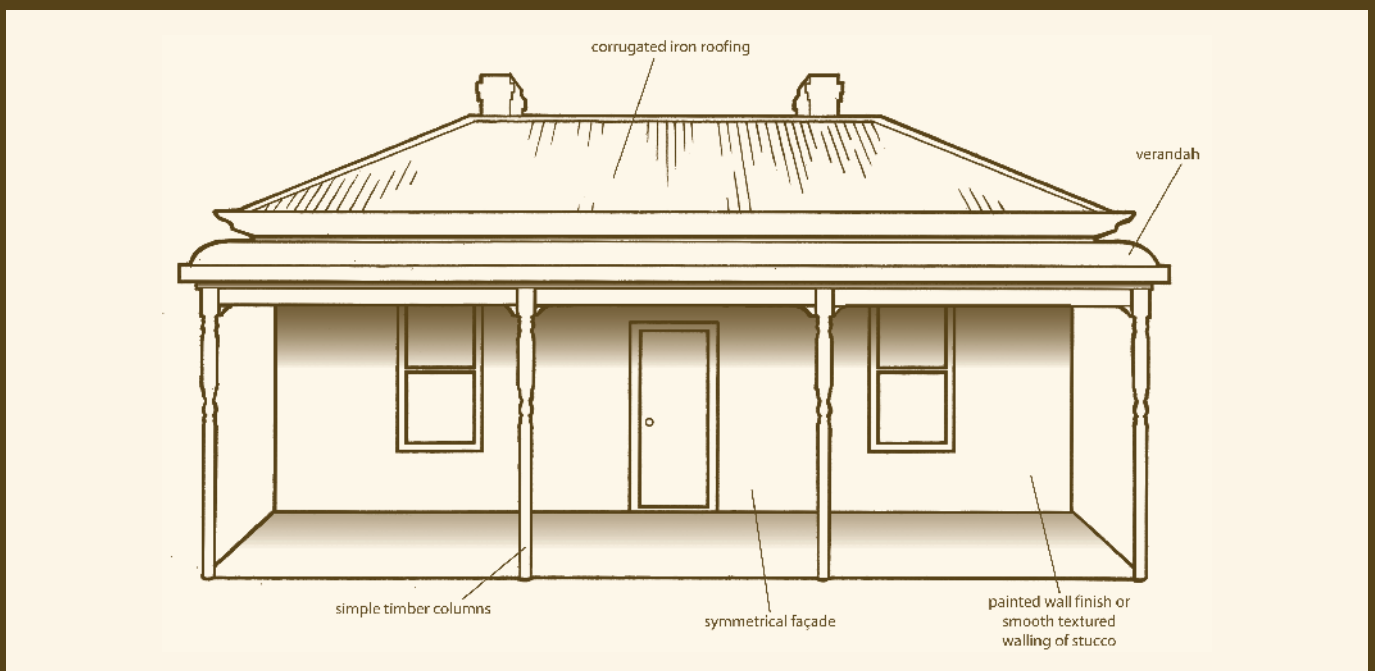 corrugated iron roofing
verandah
simple timber columns
symmetrical façade
painted wall finish or
smooth textured
walling of stucco